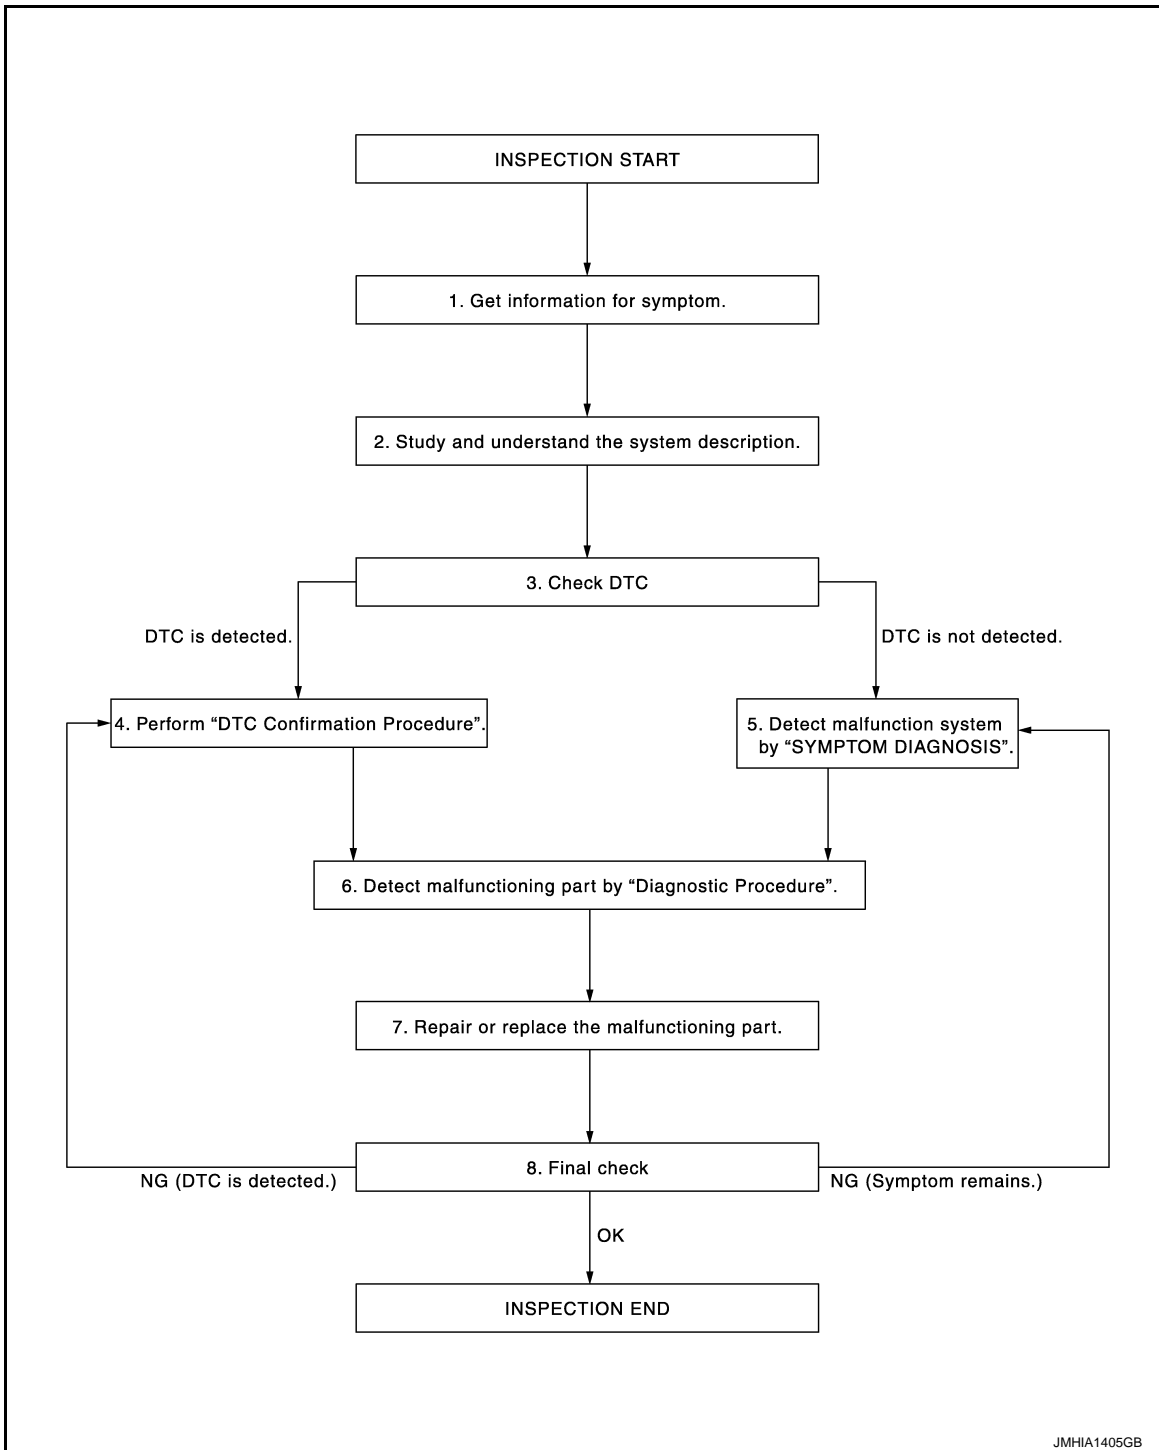 INSPECTION START
1. Get information for symptom.
2. Study and understand the system description.
3. Check DTC
DTC is detected.
DTC is not detected.
4. Perform “DTC Confirmation Procedure”.
5. Detect malfunction system
by “SYMPTOM DIAGNOSIS”.
6. Detect malfunctioning part by “Diagnostic Procedure”.
7. Repair or replace the malfunctioning part.
8. Final check
NG (DTC is detected.)
NG (Symptom remains.)
OK
INSPECTION END
JMHIA1405GB